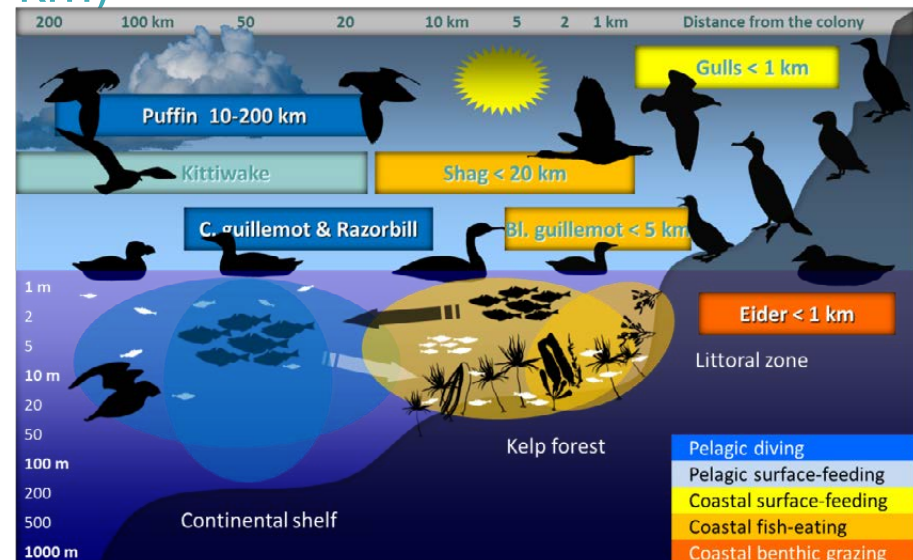 200 100 km 50 20 10 km 5 2 1 km Distance from the colony
Gulls < 1 km
Puffin 10-200 km
Kittiwake
Shag < 20 km
C. guillemot & Razorbill
Bl. guillemot < 5 km
1 m
2
5
10 m
20
50
100 m
200
500
1000 m
Eider < 1 km
Littoral zone
Kelp forest
Continental shelf
Pelagic diving
Pelagic surface-feeding
Coastal surface-feeding
Coastal fish-eating
Coastal benthic grazing